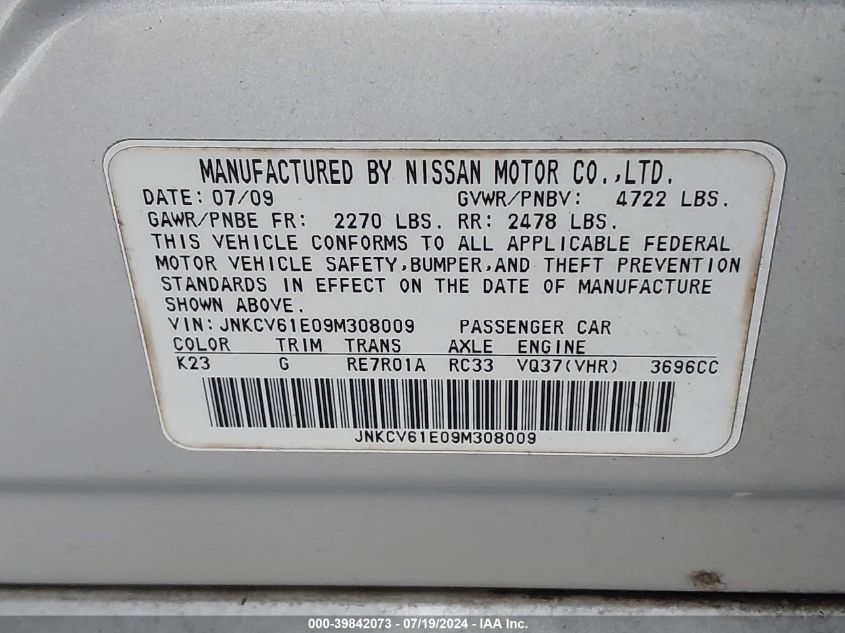 MANUFACTURED BY NISSAN MOTOR CO.,LTD.
DATE: 07/09 GVWR/PNBV: 4722 LBS.
GAWR/PNBE FR: 2270 LBS. RR: 2478 LBS.
THIS VEHICLE CONFORMS TO ALL APPLICABLE FEDERAL
MOTOR VEHICLE SAFETY,BUMPER,AND THEFT PREVENTION
STANDARDS IN EFFECT ON THE DATE OF MANUFACTURE
SHOWN ABOVE.
VIN: JNKCV61E09M308009 PASSENGER CAR
COLOR TRIM TRANS AXLE ENGINE
K23 G RE7R01A RC33 VQ37(VHR) 3696CC
JNKCV61E09M308009
000-39842073 - 07/19/2024 - IAA Inc.